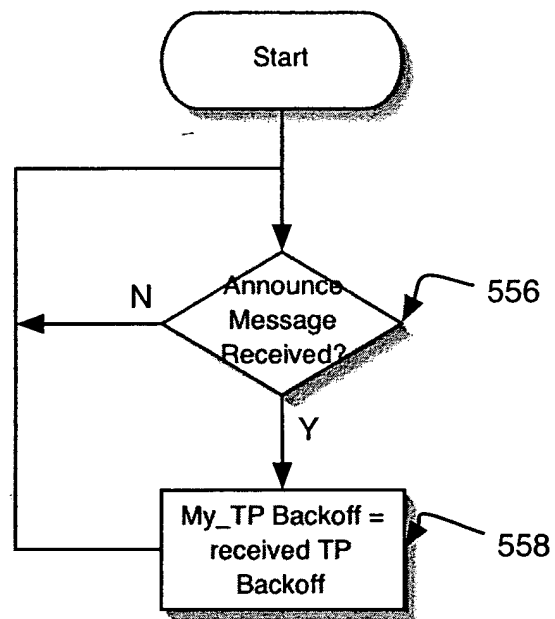 Start
Announce
Message
Received?
N
556
Y
My_TP Backoff =
received TP
Backoff
558